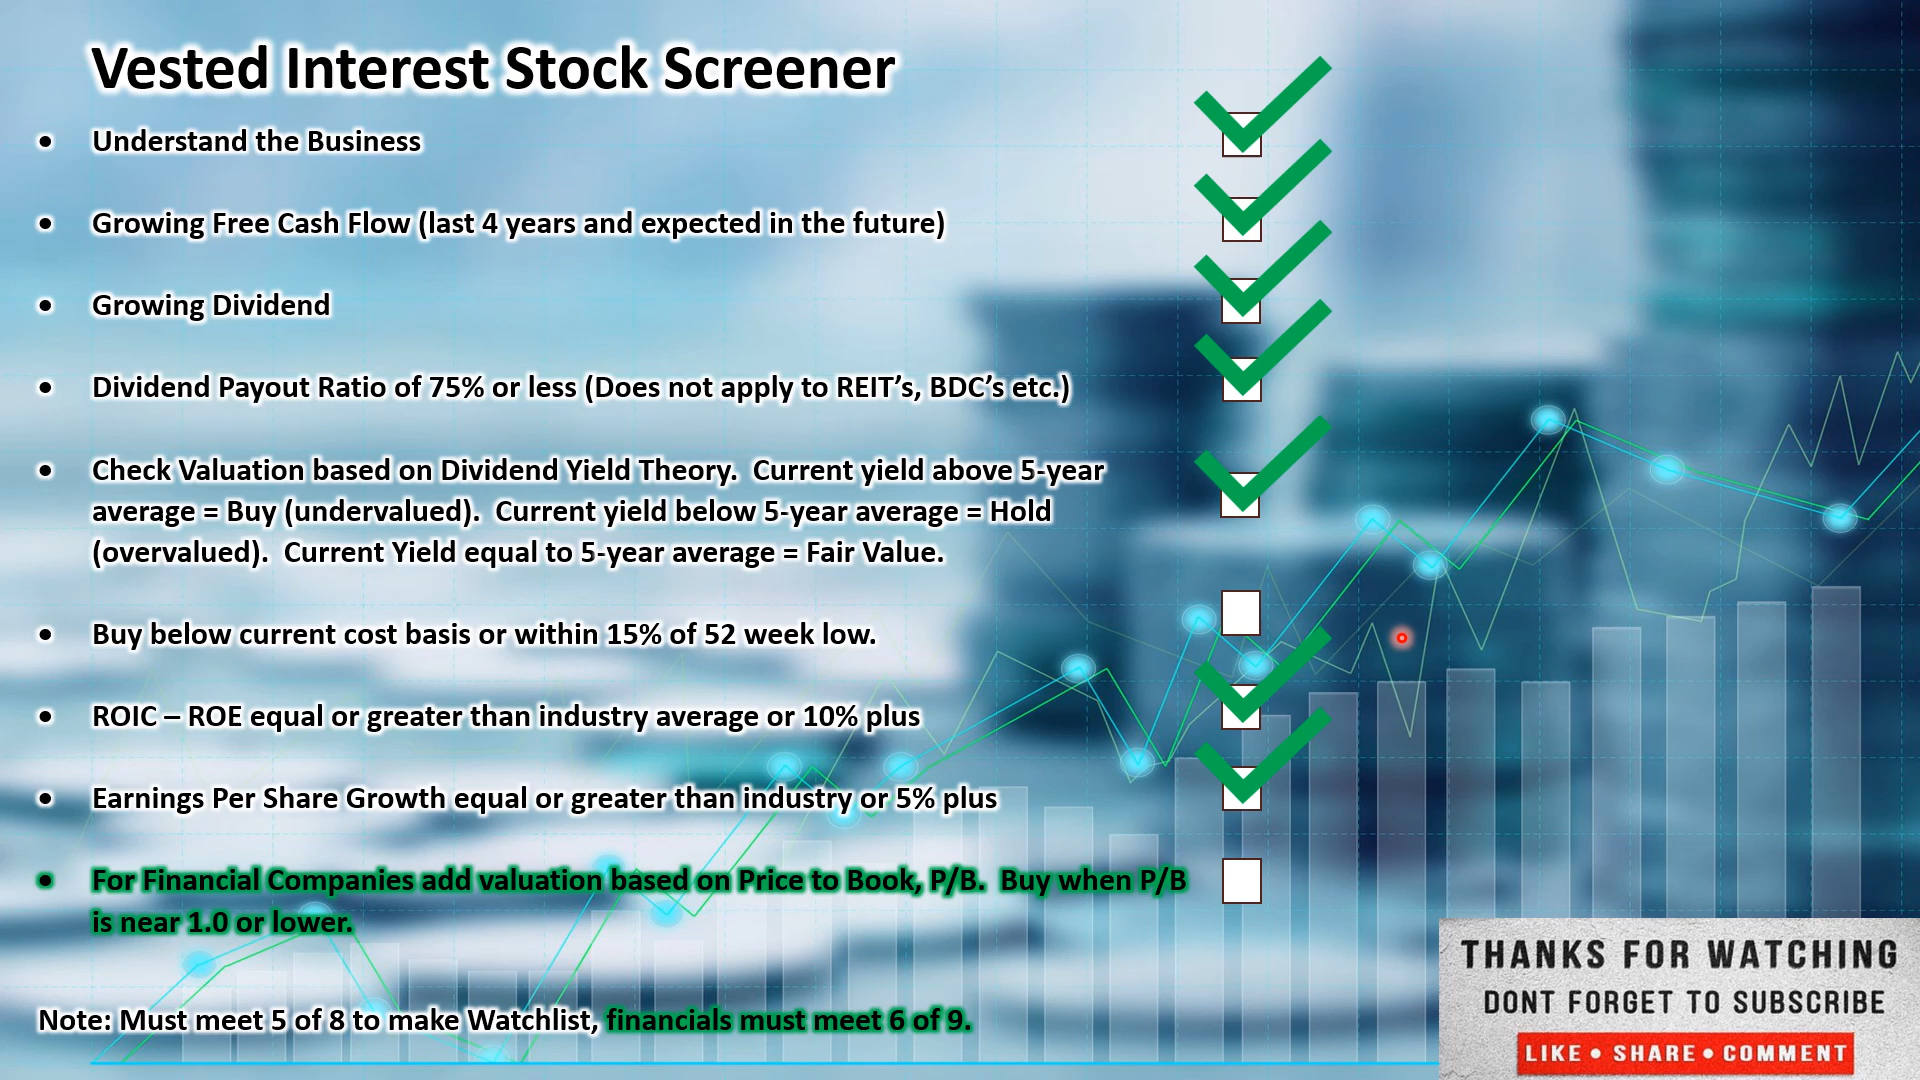 Vested Interest Stock Screener
• Understand the Business
• Growing Free Cash Flow (last 4 years and expected in the future)
• Growing Dividend
• Dividend Payout Ratio of 75% or less (Does not apply to REIT’s, BDC’s etc.)
• Check Valuation based on Dividend Yield Theory.  Current yield above 5-year
average = Buy (undervalued).  Current yield below 5-year average = Hold
(overvalued).  Current Yield equal to 5-year average = Fair Value.
• Buy below current cost basis or within 15% of 52 week low.
• ROIC – ROE equal or greater than industry average or 10% plus
• Earnings Per Share Growth equal or greater than industry or 5% plus
• For Financial Companies add valuation based on Price to Book, P/B.  Buy when P/B
is near 1.0 or lower.
Note: Must meet 5 of 8 to make Watchlist, financials must meet 6 of 9.
THANKS FOR WATCHING
DONT FORGET TO SUBSCRIBE
LIKE • SHARE • COMMENT